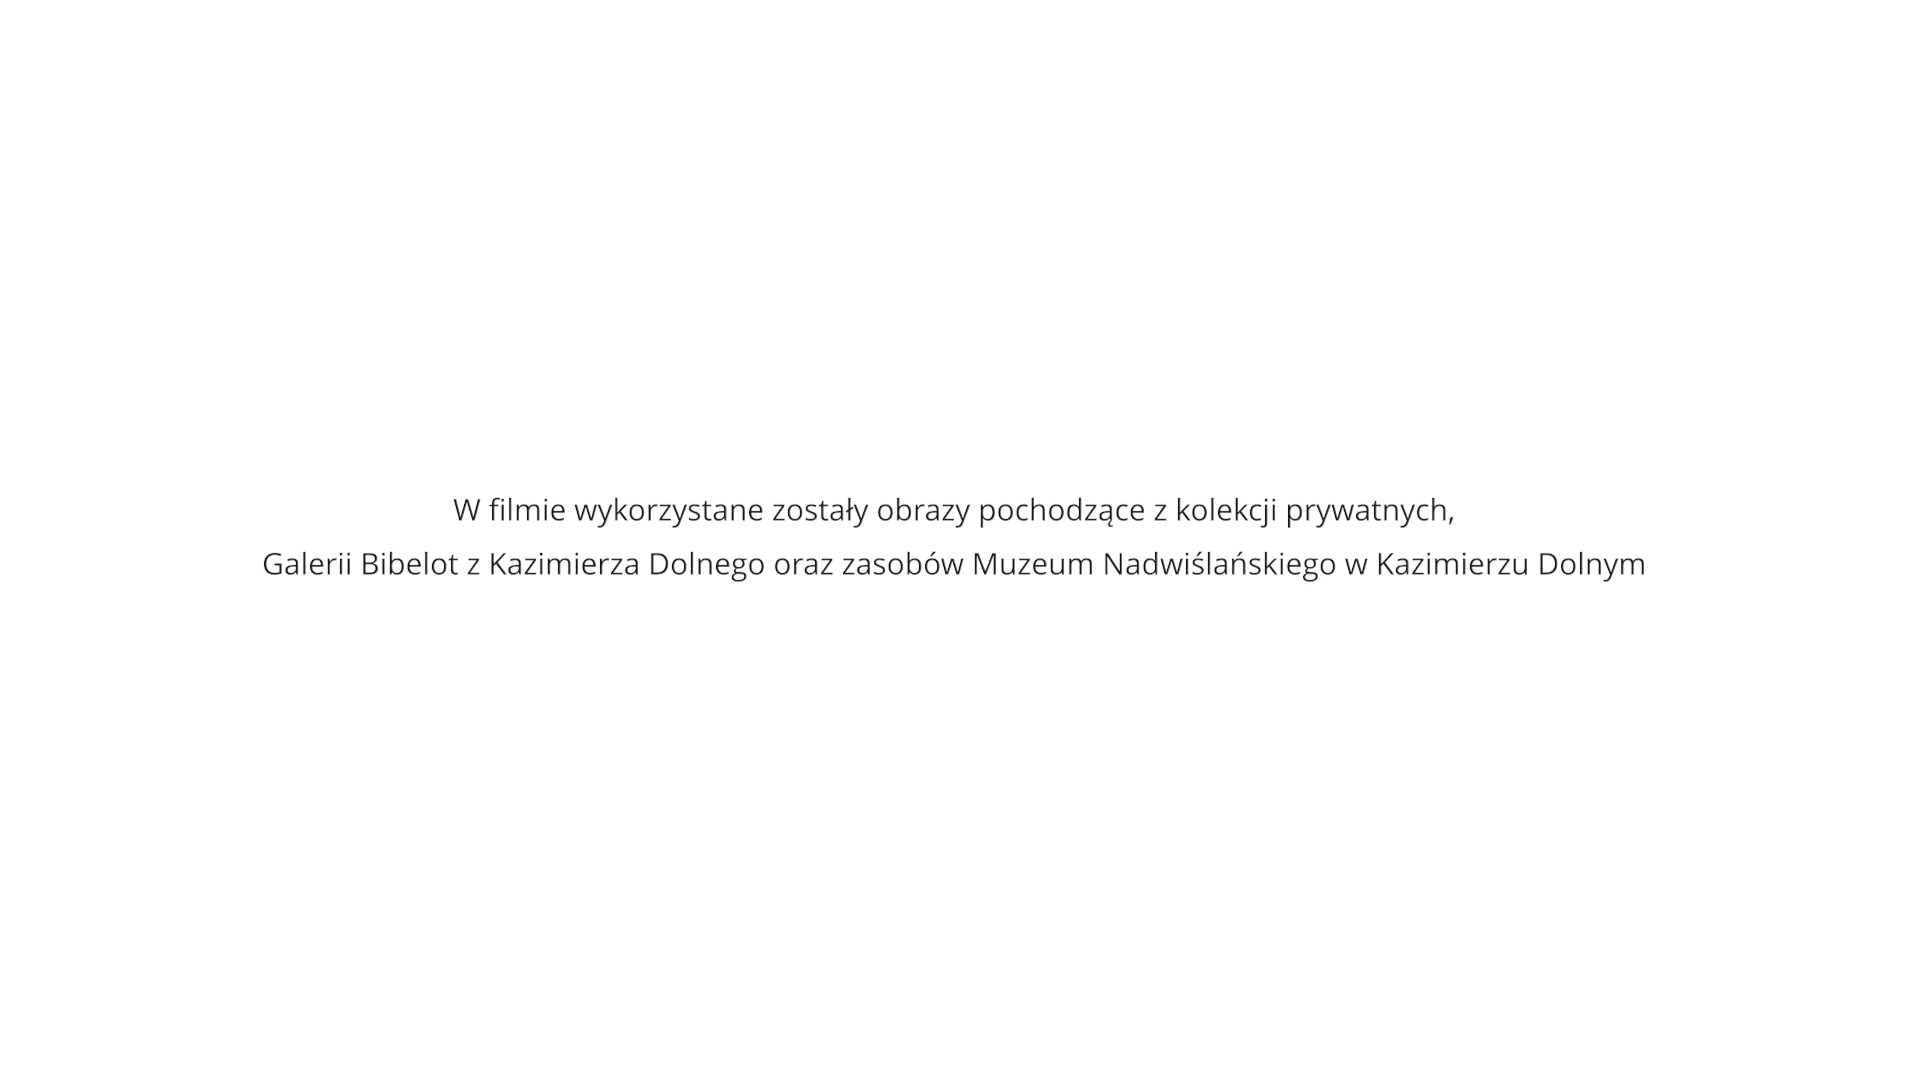 W filmie wykorzystane zostały obrazy pochodzące z kolekcji prywatnych,
Galerii Bibelot z Kazimierza Dolnego oraz zasobów Muzeum Nadwiślańskiego w Kazimierzu Dolnym